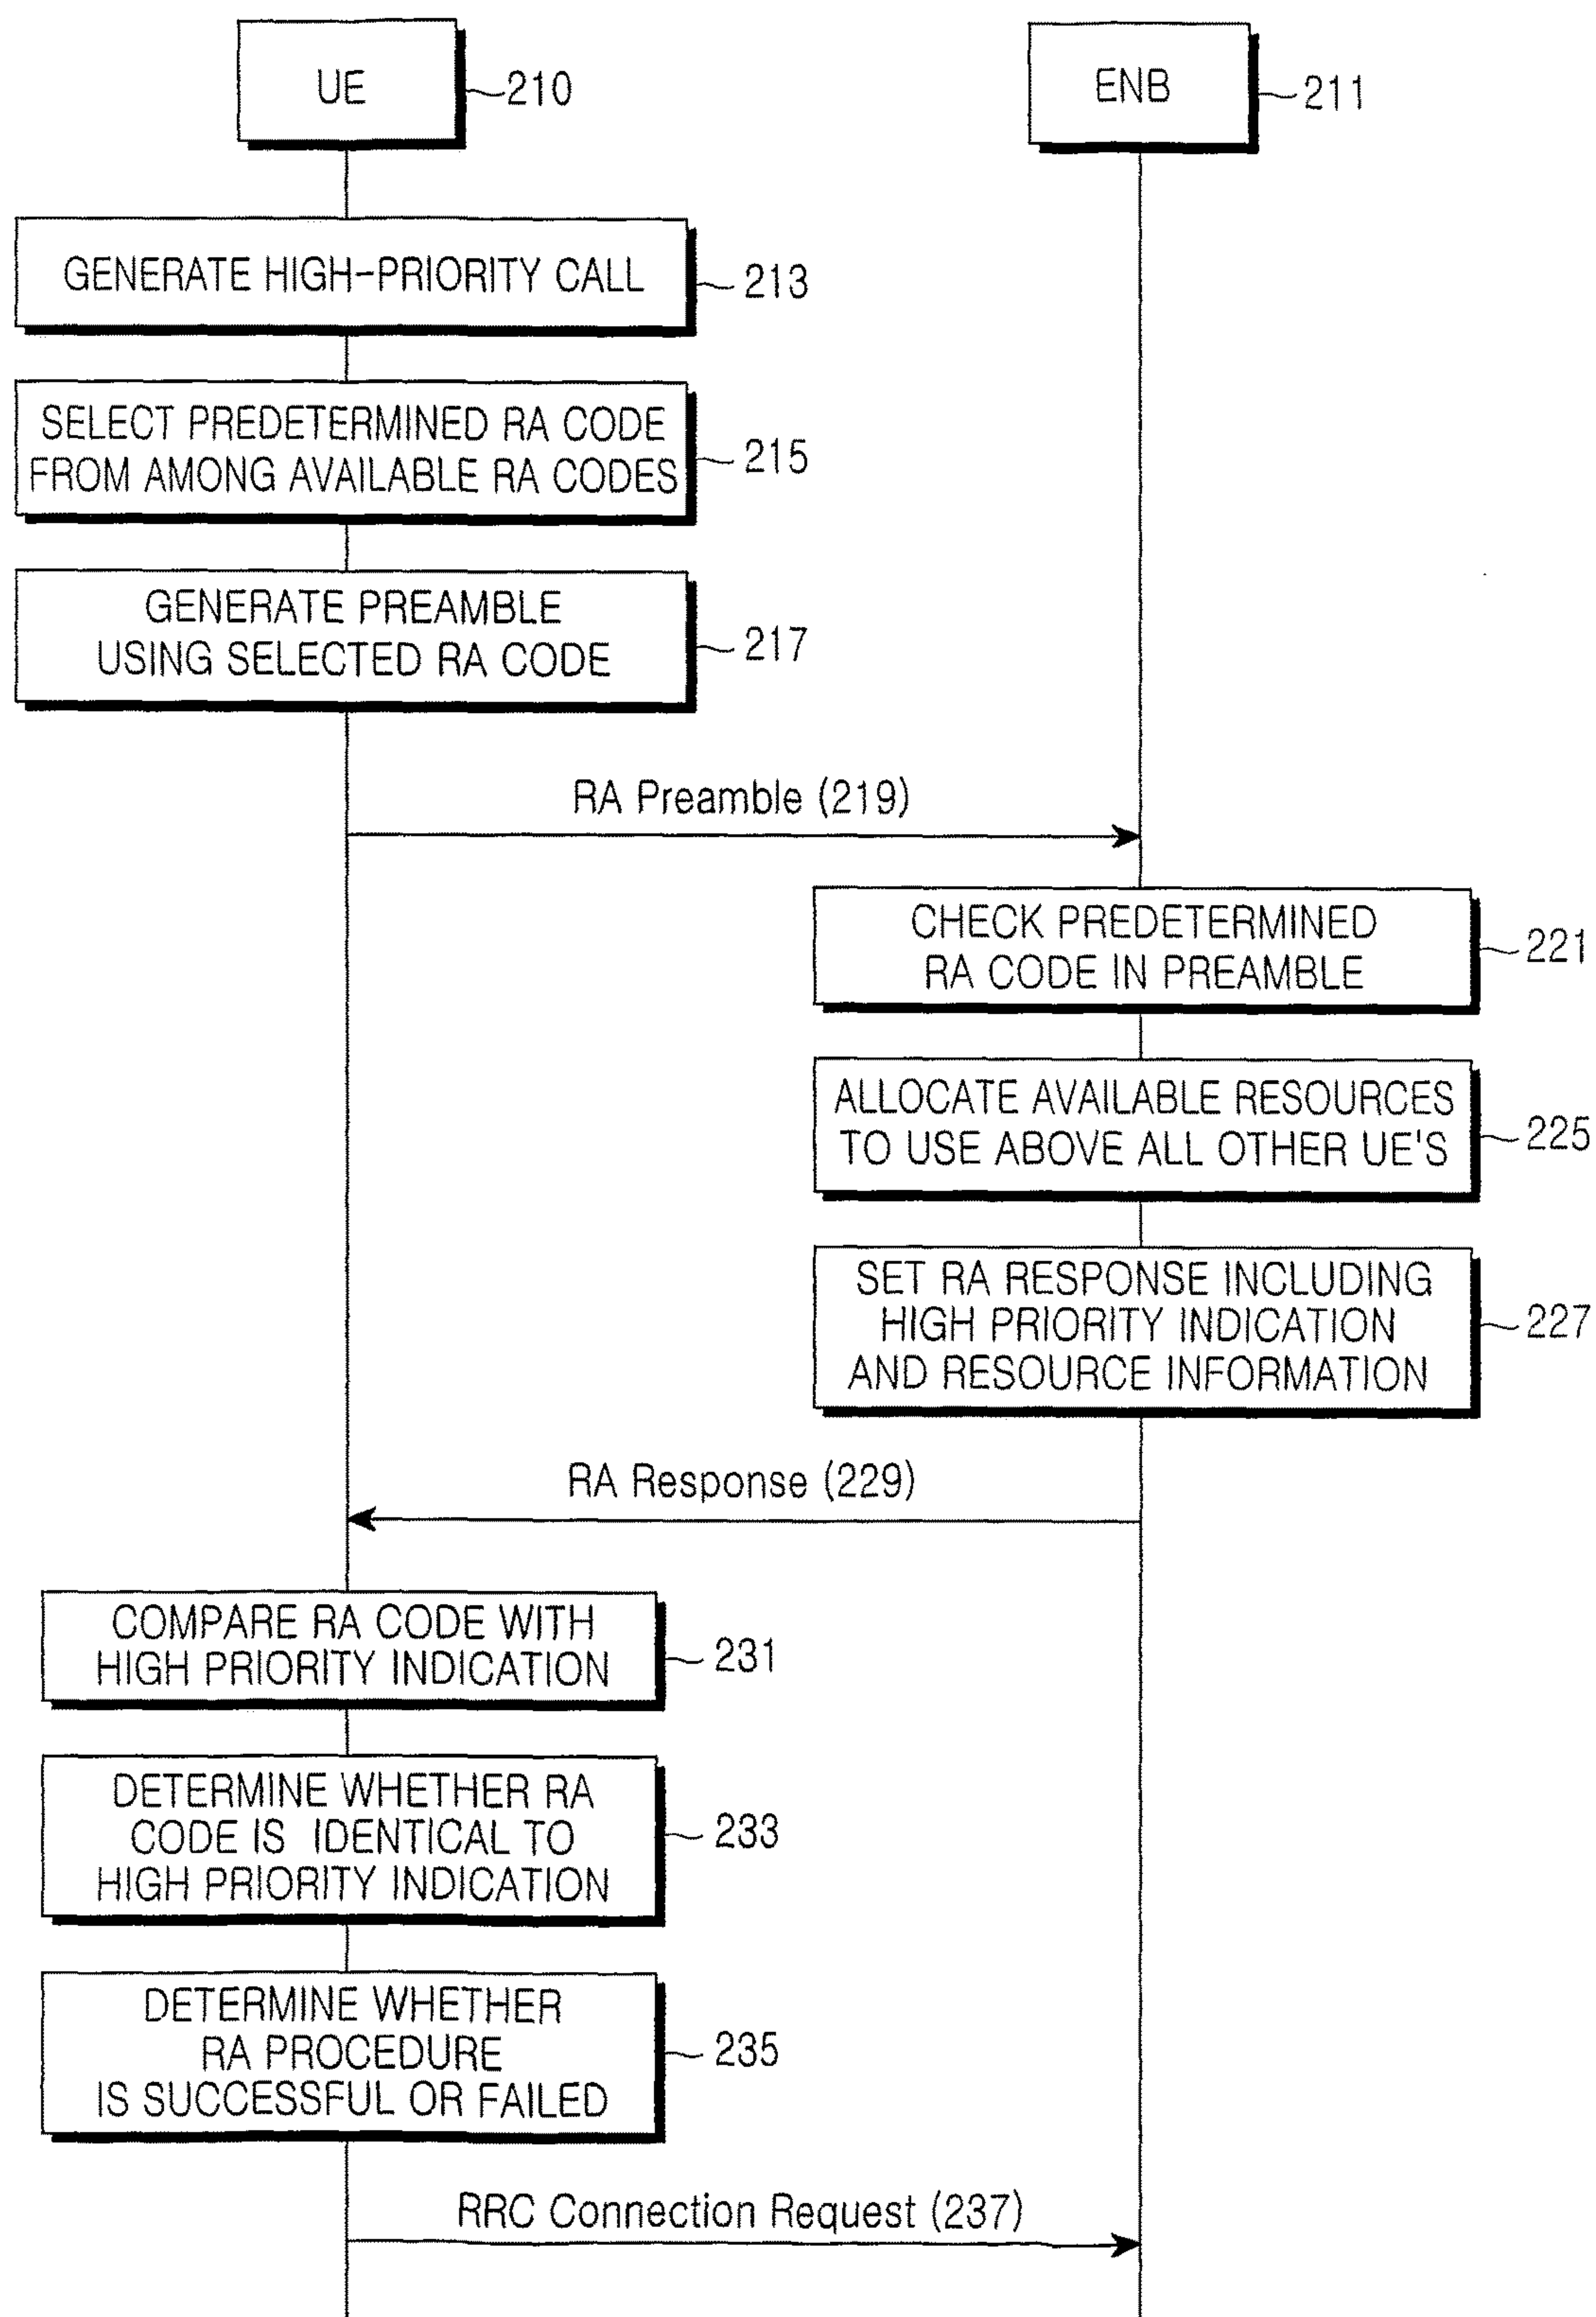 UE
210
ENB
211
GENERATE HIGH-PRIORITY CALL
213
SELECT PREDETERMINED RA CODE
FROM AMONG AVAILABLE RA CODES
215
GENERATE PREAMBLE
USING SELECTED RA CODE
217
RA Preamble (219)
CHECK PREDETERMINED
RA CODE IN PREAMBLE
221
ALLOCATE AVAILABLE RESOURCES
TO USE ABOVE ALL OTHER UE'S
225
SET RA RESPONSE INCLUDING
HIGH PRIORITY INDICATION
AND RESOURCE INFORMATION
227
RA Response (229)
COMPARE RA CODE WITH
HIGH PRIORITY INDICATION
231
DETERMINE WHETHER RA
CODE IS IDENTICAL TO
HIGH PRIORITY INDICATION
233
DETERMINE WHETHER
RA PROCEDURE
IS SUCCESSFUL OR FAILED
235
RRC Connection Request (237)